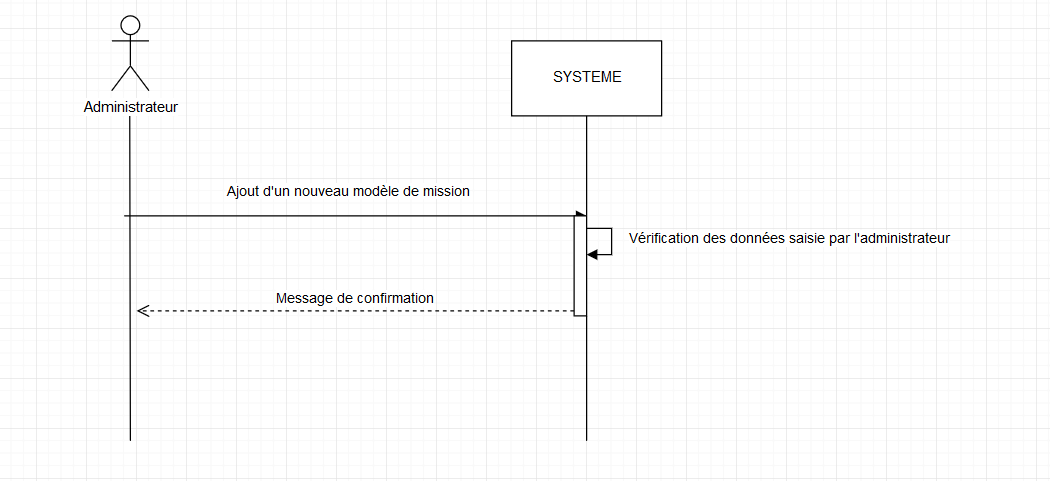 SYSTEME
Administrateur
Ajout d'un nouveau modèle de mission
Vérification des données saisie par l'administrateur
Message de confirmation